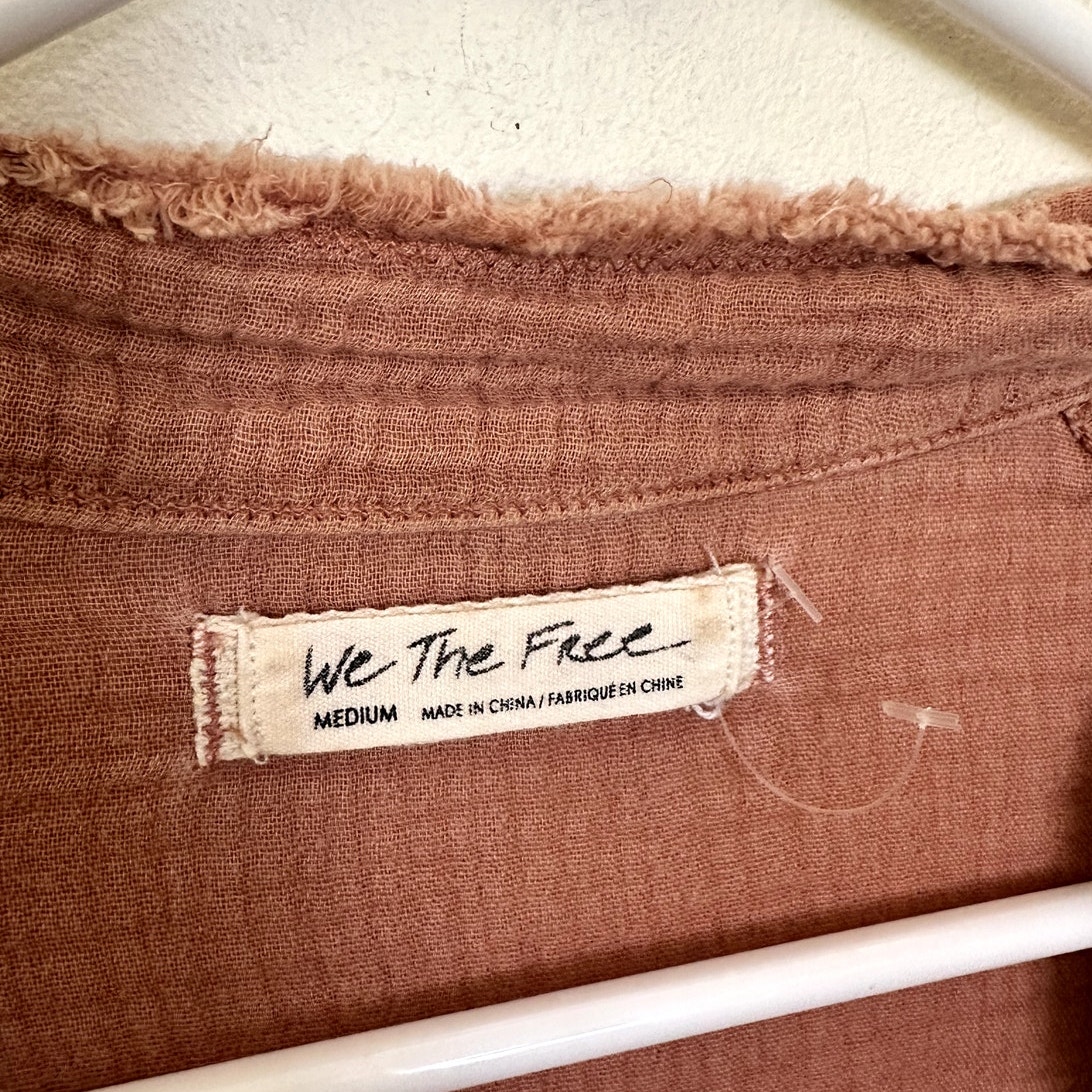 We The Free
MEDIUM MADE IN CHINA / FABRIQUÉ EN CHINE